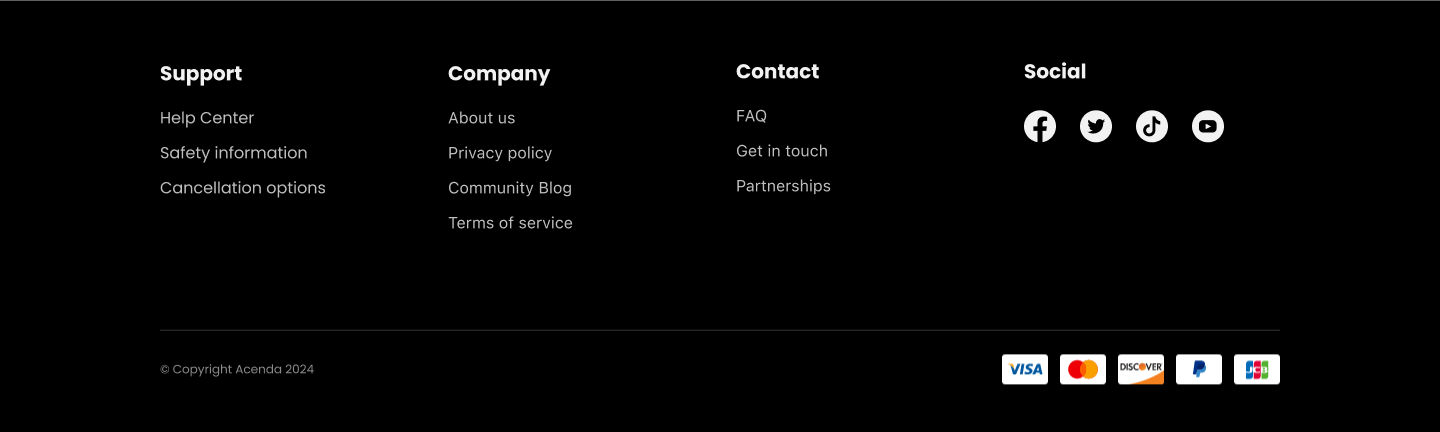 Support
Help Center
Safety information
Cancellation options
Company
About us
Privacy policy
Community Blog
Terms of service
Contact
FAQ
Get in touch
Partnerships
Social
© Copyright Acenda 2024
VISA
DISCOVER
JCB